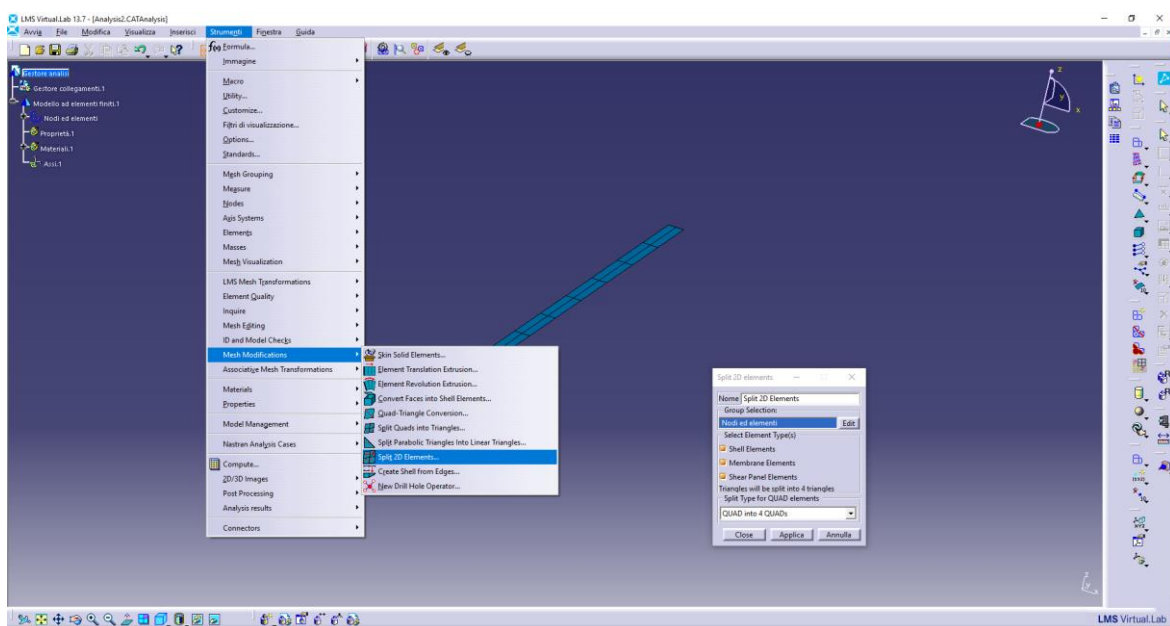 LMS Virtual.Lab 13.7 - [Analysis2.CATAnalysis]
Avvia File Modifica Visualizza Inserisci Strumenti Finestra Guida
Gestore analisi
Gestore collegamenti.1
Modello ad elementi finiti.1
Nodi ed elementi
Proprietà.1
Materiali.1
Assi.1
f(x) Formula...
Immagine
Macro
Utility...
Customize...
Filtri di visualizzazione...
Options...
Standards...
Mesh Grouping
Measure
Nodes
Axis Systems
Elements
Masses
Mesh Visualization
LMS Mesh Transformations
Element Quality
Inquire
Mesh Editing
ID and Model Checks
Mesh Modifications
Associative Mesh Transformations
Materials
Properties
Model Management
Nastran Analysis Cases
Compute...
2D/3D Images
Post Processing
Analysis results
Connectors
Skin Solid Elements...
Element Translation Extrusion...
Element Revolution Extrusion...
Convert Faces into Shell Elements...
Quad-Triangle Conversion...
Split Quads into Triangles...
Split Parabolic Triangles Into Linear Triangles...
Split 2D Elements...
Create Shell from Edges...
New Drill Hole Operator...
z
y
x
Split 2D elements
Name Split 2D Elements
Group Selection:
Nodi ed elementi Edit
Select Element Type(s)
Shell Elements
Membrane Elements
Shear Panel Elements
Triangles will be split into 4 triangles
Split Type for QUAD elements
QUAD into 4 QUADs
Close Applica Annulla
LMS Virtual.Lab